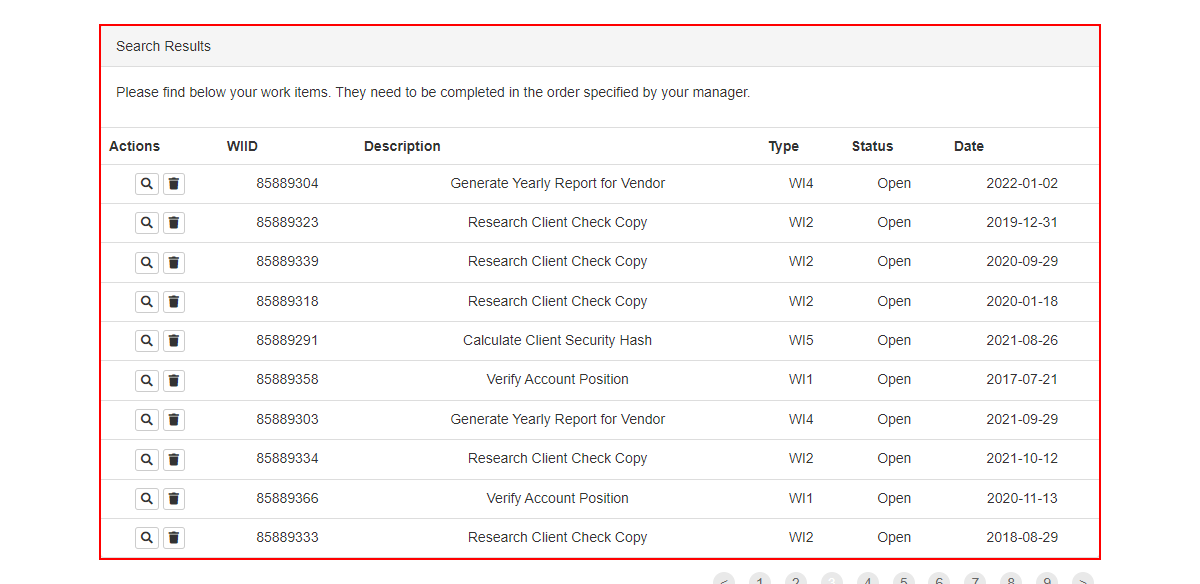 Search Results
Please find below your work items. They need to be completed in the order specified by your manager.
Actions WIID Description Type Status Date
85889304 Generate Yearly Report for Vendor WI4 Open 2022-01-02
85889323 Research Client Check Copy WI2 Open 2019-12-31
85889339 Research Client Check Copy WI2 Open 2020-09-29
85889318 Research Client Check Copy WI2 Open 2020-01-18
85889291 Calculate Client Security Hash WI5 Open 2021-08-26
85889358 Verify Account Position WI1 Open 2017-07-21
85889303 Generate Yearly Report for Vendor WI4 Open 2021-09-29
85889334 Research Client Check Copy WI2 Open 2021-10-12
85889366 Verify Account Position WI1 Open 2020-11-13
85889333 Research Client Check Copy WI2 Open 2018-08-29
< 1 2 3 4 5 6 7 8 9 >